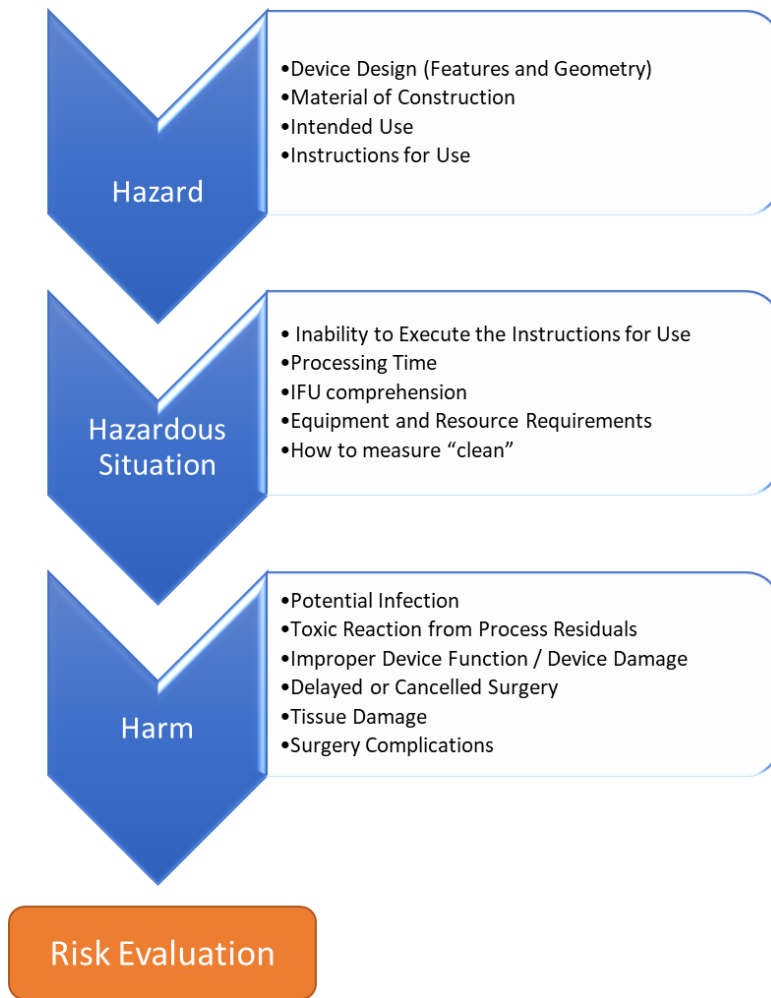 Hazard
•Device Design (Features and Geometry)
•Material of Construction
•Intended Use
•Instructions for Use
Hazardous
Situation
• Inability to Execute the Instructions for Use
•Processing Time
•IFU comprehension
•Equipment and Resource Requirements
•How to measure “clean”
Harm
•Potential Infection
•Toxic Reaction from Process Residuals
•Improper Device Function / Device Damage
•Delayed or Cancelled Surgery
•Tissue Damage
•Surgery Complications
Risk Evaluation